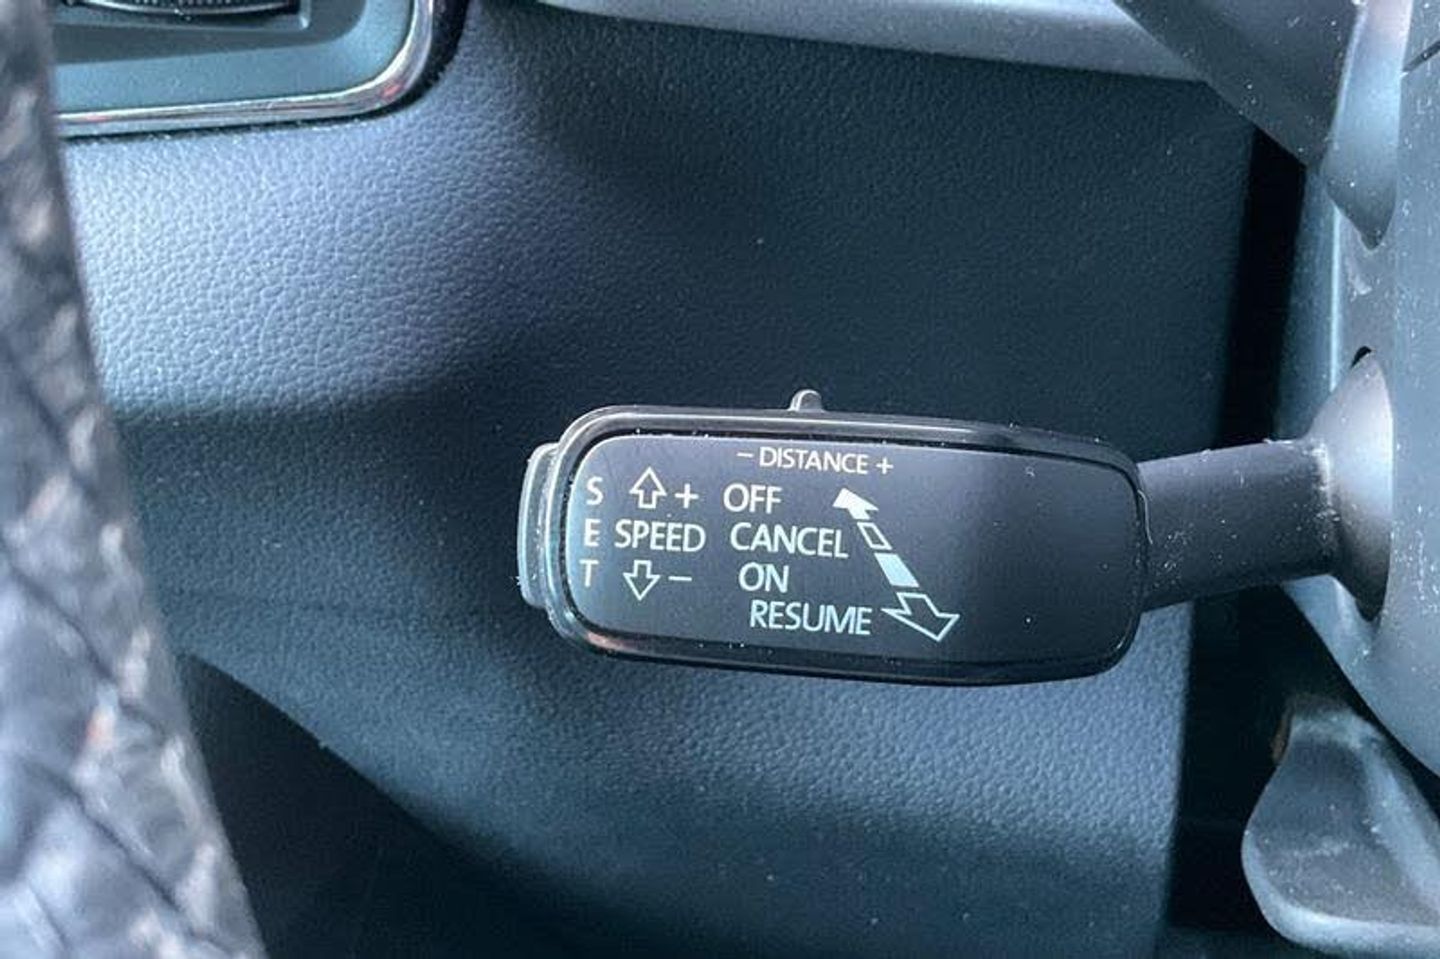 − DISTANCE +
S + OFF
E SPEED CANCEL
T − ON
RESUME